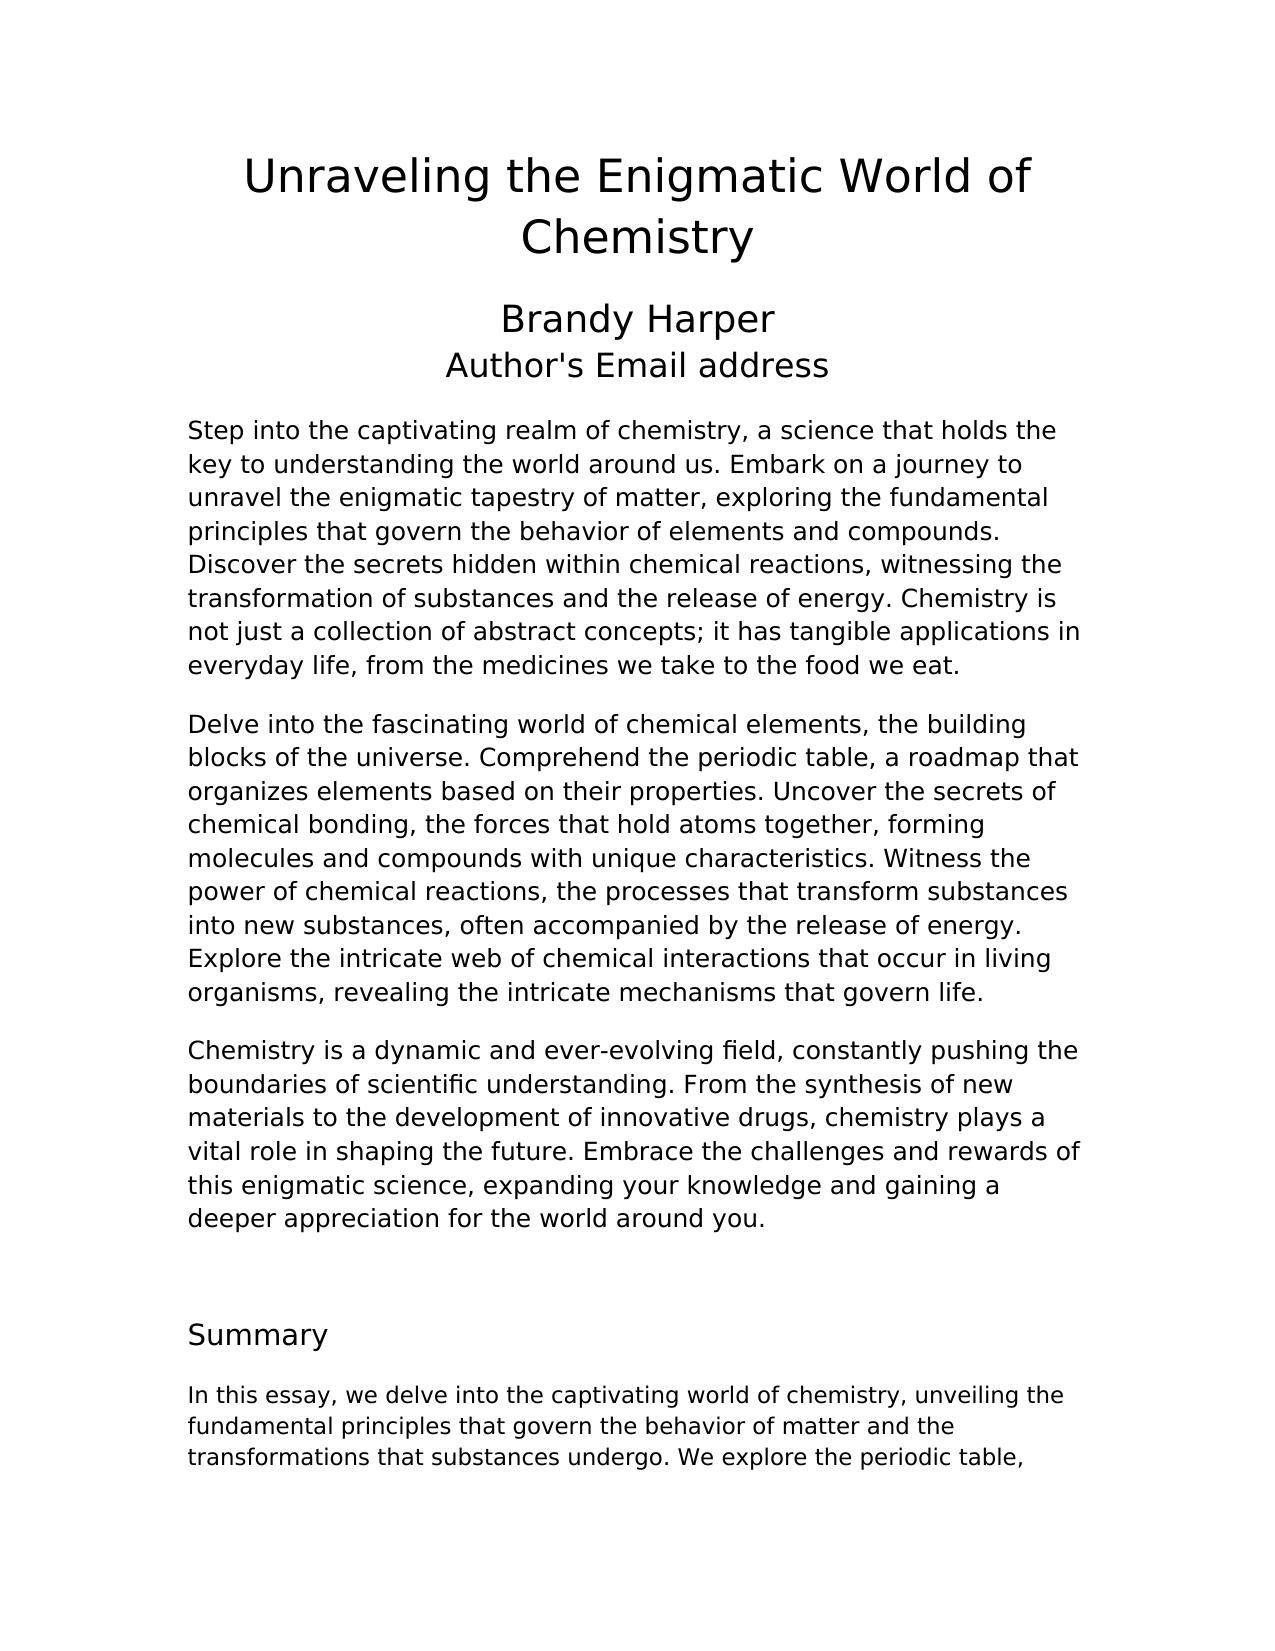 Unraveling the Enigmatic World of
Chemistry
Brandy Harper
Author's Email address
Step into the captivating realm of chemistry, a science that holds the
key to understanding the world around us. Embark on a journey to
unravel the enigmatic tapestry of matter, exploring the fundamental
principles that govern the behavior of elements and compounds.
Discover the secrets hidden within chemical reactions, witnessing the
transformation of substances and the release of energy. Chemistry is
not just a collection of abstract concepts; it has tangible applications in
everyday life, from the medicines we take to the food we eat.
Delve into the fascinating world of chemical elements, the building
blocks of the universe. Comprehend the periodic table, a roadmap that
organizes elements based on their properties. Uncover the secrets of
chemical bonding, the forces that hold atoms together, forming
molecules and compounds with unique characteristics. Witness the
power of chemical reactions, the processes that transform substances
into new substances, often accompanied by the release of energy.
Explore the intricate web of chemical interactions that occur in living
organisms, revealing the intricate mechanisms that govern life.
Chemistry is a dynamic and ever-evolving field, constantly pushing the
boundaries of scientific understanding. From the synthesis of new
materials to the development of innovative drugs, chemistry plays a
vital role in shaping the future. Embrace the challenges and rewards of
this enigmatic science, expanding your knowledge and gaining a
deeper appreciation for the world around you.
Summary
In this essay, we delve into the captivating world of chemistry, unveiling the
fundamental principles that govern the behavior of matter and the
transformations that substances undergo. We explore the periodic table,